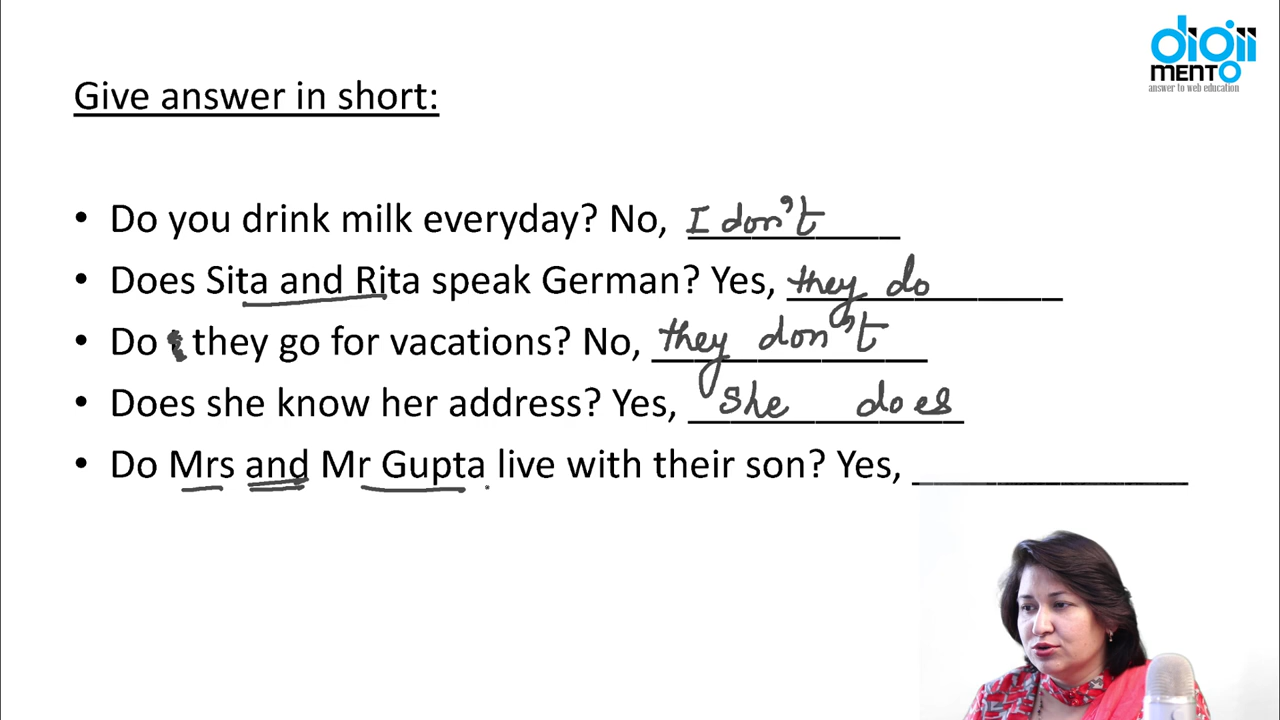 digii
MENTO
answer to web education
Give answer in short:
• Do you drink milk everyday? No, I don't
• Does Sita and Rita speak German? Yes, they do
• Do they go for vacations? No, they don't
• Does she know her address? Yes, She does
• Do Mrs and Mr Gupta live with their son? Yes, ____________